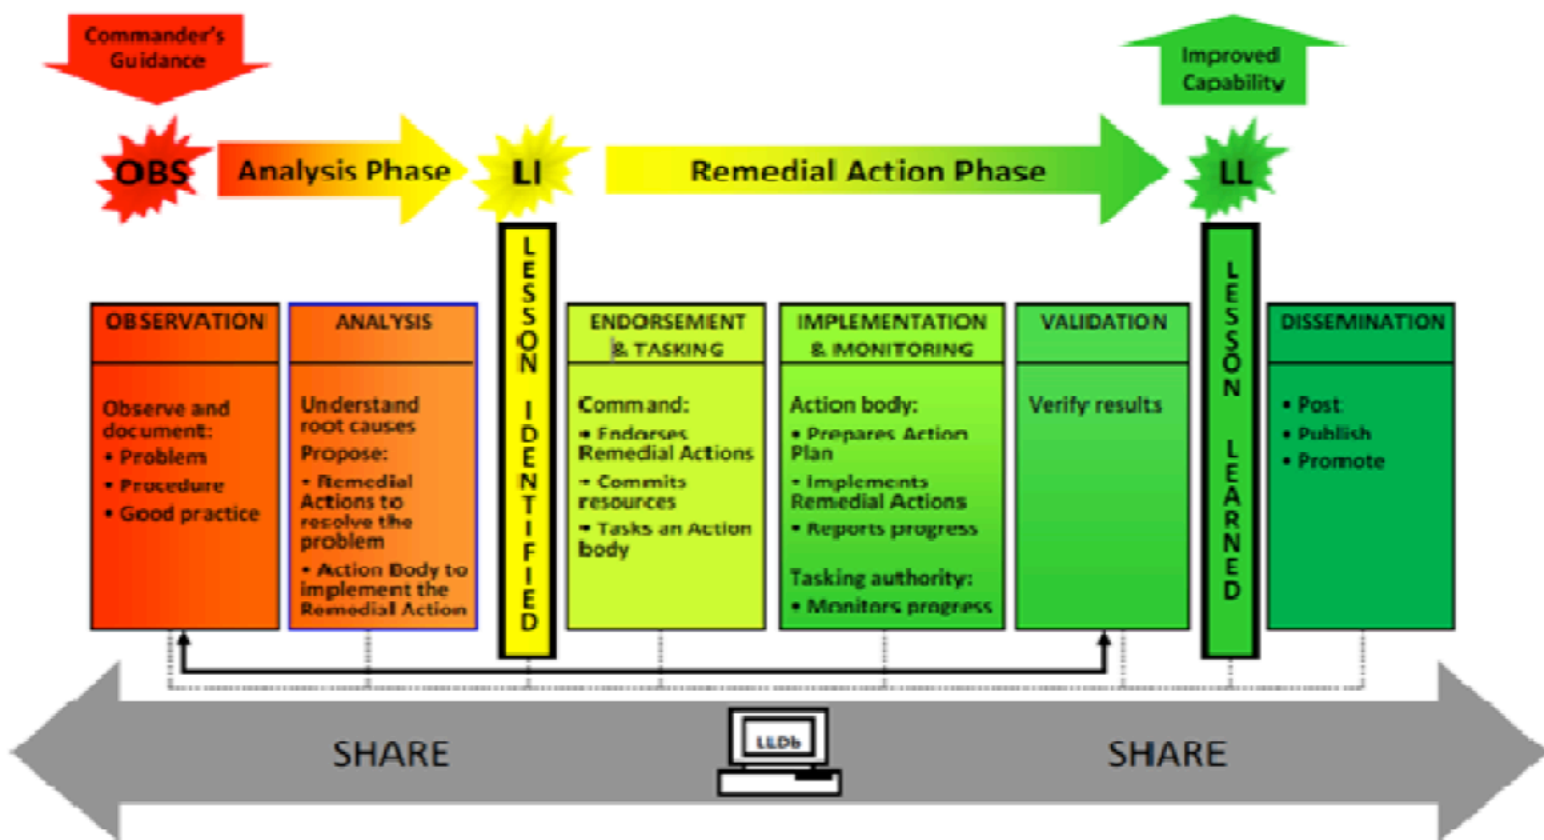 Commander's
Guidance
Improved
Capability
OBS
Analysis Phase
LI
Remedial Action Phase
LL
OBSERVATION
Observe and
document:
• Problem
• Procedure
• Good practice
ANALYSIS
Understand
root causes
Propose:
• Remedial
Actions to
resolve the
problem
• Action Body to
implement the
Remedial Action
LESSON IDENTIFIED
ENDORSEMENT
& TASKING
Command:
• Endorses
Remedial Actions
• Commits
resources
• Tasks an Action
body
IMPLEMENTATION
& MONITORING
Action body:
• Prepares Action
Plan
• Implements
Remedial Actions
• Reports progress
Tasking authority:
• Monitors progress
VALIDATION
Verify results
LESSON LEARNED
DISSEMINATION
• Post
• Publish
• Promote
SHARE
LLDb
SHARE